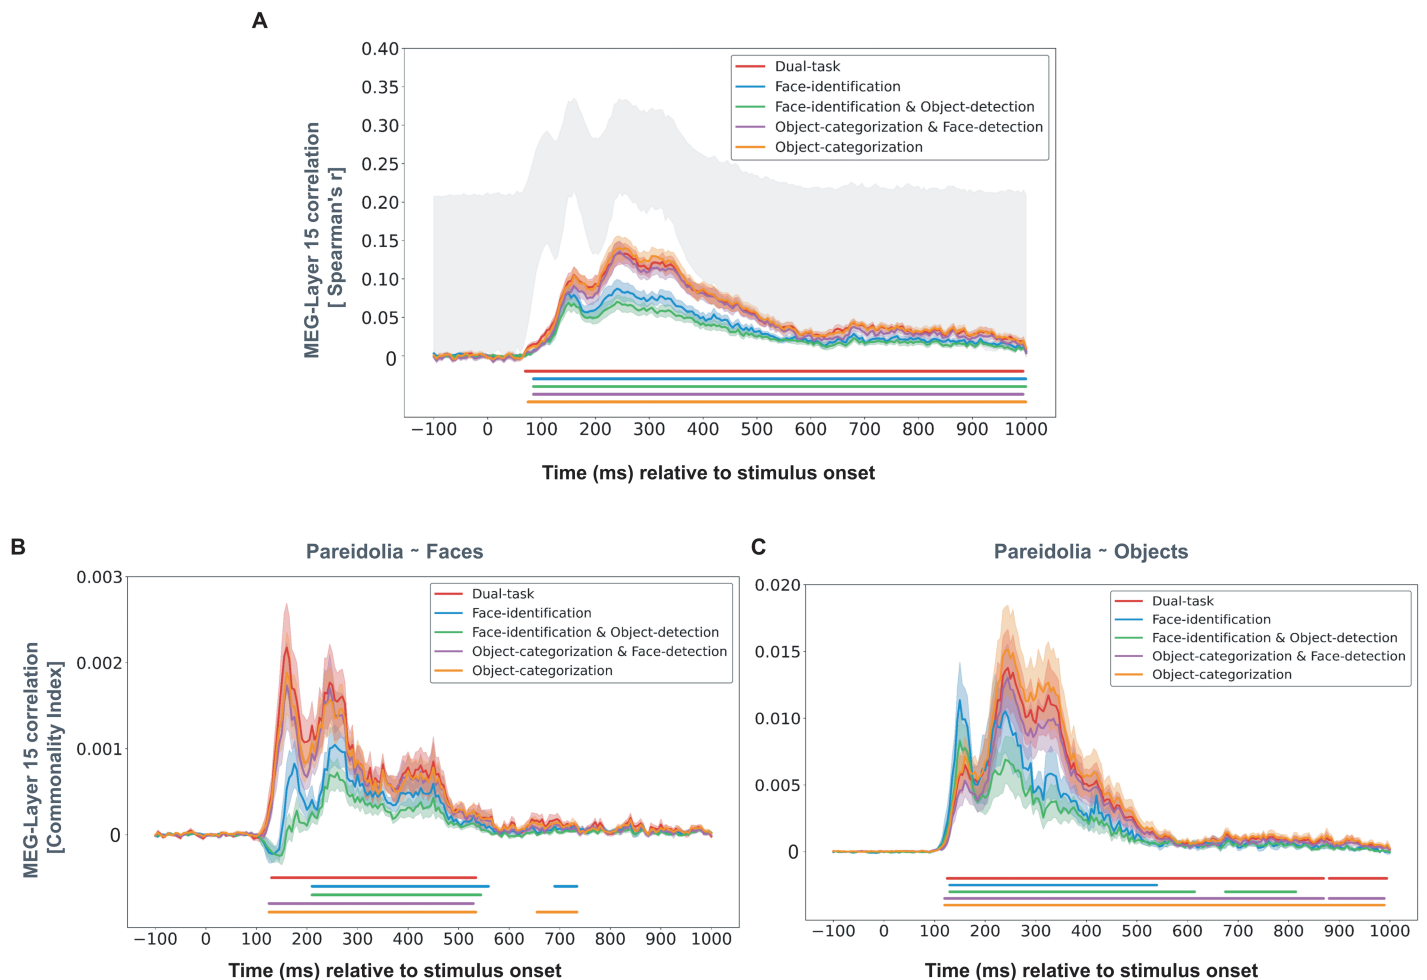 A
0.40
0.35
0.30
0.25
0.20
0.15
0.10
0.05
0
MEG-Layer 15 correlation
[ Spearman's r]
Dual-task
Face-identification
Face-identification & Object-detection
Object-categorization & Face-detection
Object-categorization
−100 0 100 200 300 400 500 600 700 800 900 1000
Time (ms) relative to stimulus onset
B
Pareidolia ~ Faces
0.003
0.002
0.001
0
MEG-Layer 15 correlation
[Commonality Index]
Dual-task
Face-identification
Face-identification & Object-detection
Object-categorization & Face-detection
Object-categorization
−100 0 100 200 300 400 500 600 700 800 900 1000
Time (ms) relative to stimulus onset
C
Pareidolia ~ Objects
0.020
0.015
0.010
0.005
0
Dual-task
Face-identification
Face-identification & Object-detection
Object-categorization & Face-detection
Object-categorization
−100 0 100 200 300 400 500 600 700 800 900 1000
Time (ms) relative to stimulus onset